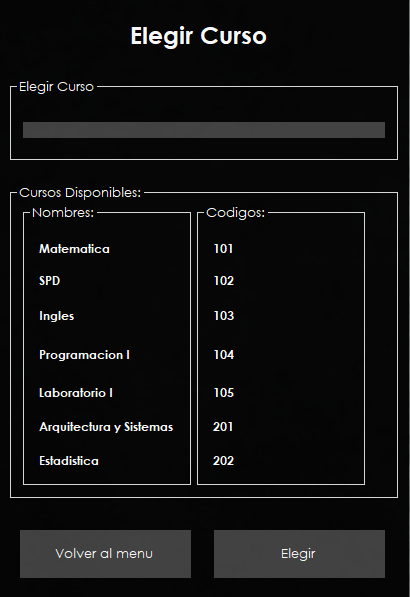 Elegir Curso
Elegir Curso
Cursos Disponibles:
Nombres: Codigos:
Matematica 101
SPD 102
Ingles 103
Programacion I 104
Laboratorio I 105
Arquitectura y Sistemas 201
Estadistica 202
Volver al menu Elegir